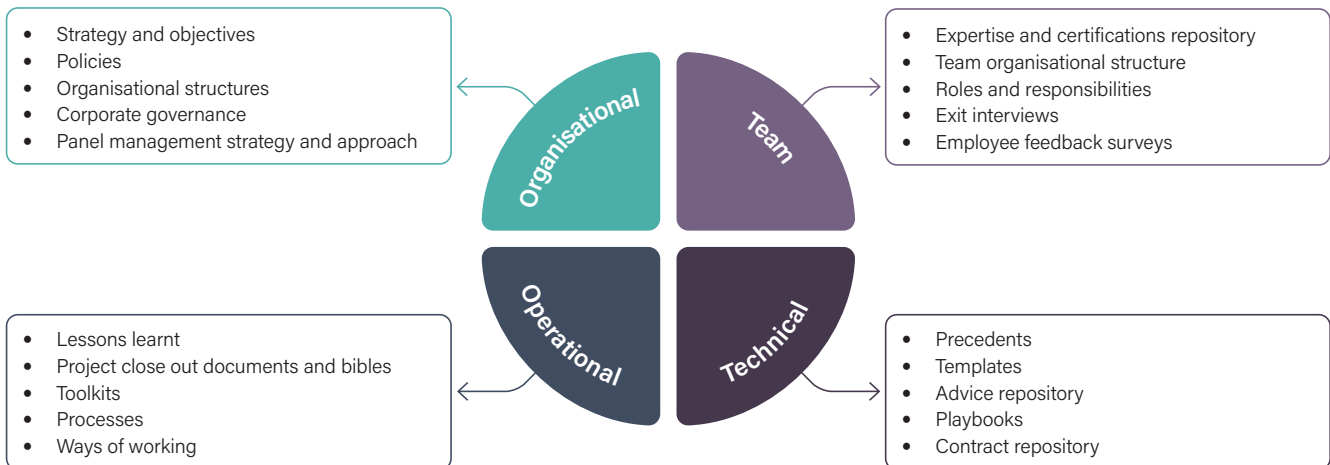 • Strategy and objectives
• Policies
• Organisational structures
• Corporate governance
• Panel management strategy and approach
Organisational
Team
• Expertise and certifications repository
• Team organisational structure
• Roles and responsibilities
• Exit interviews
• Employee feedback surveys
• Lessons learnt
• Project close out documents and bibles
• Toolkits
• Processes
• Ways of working
Operational
Technical
• Precedents
• Templates
• Advice repository
• Playbooks
• Contract repository